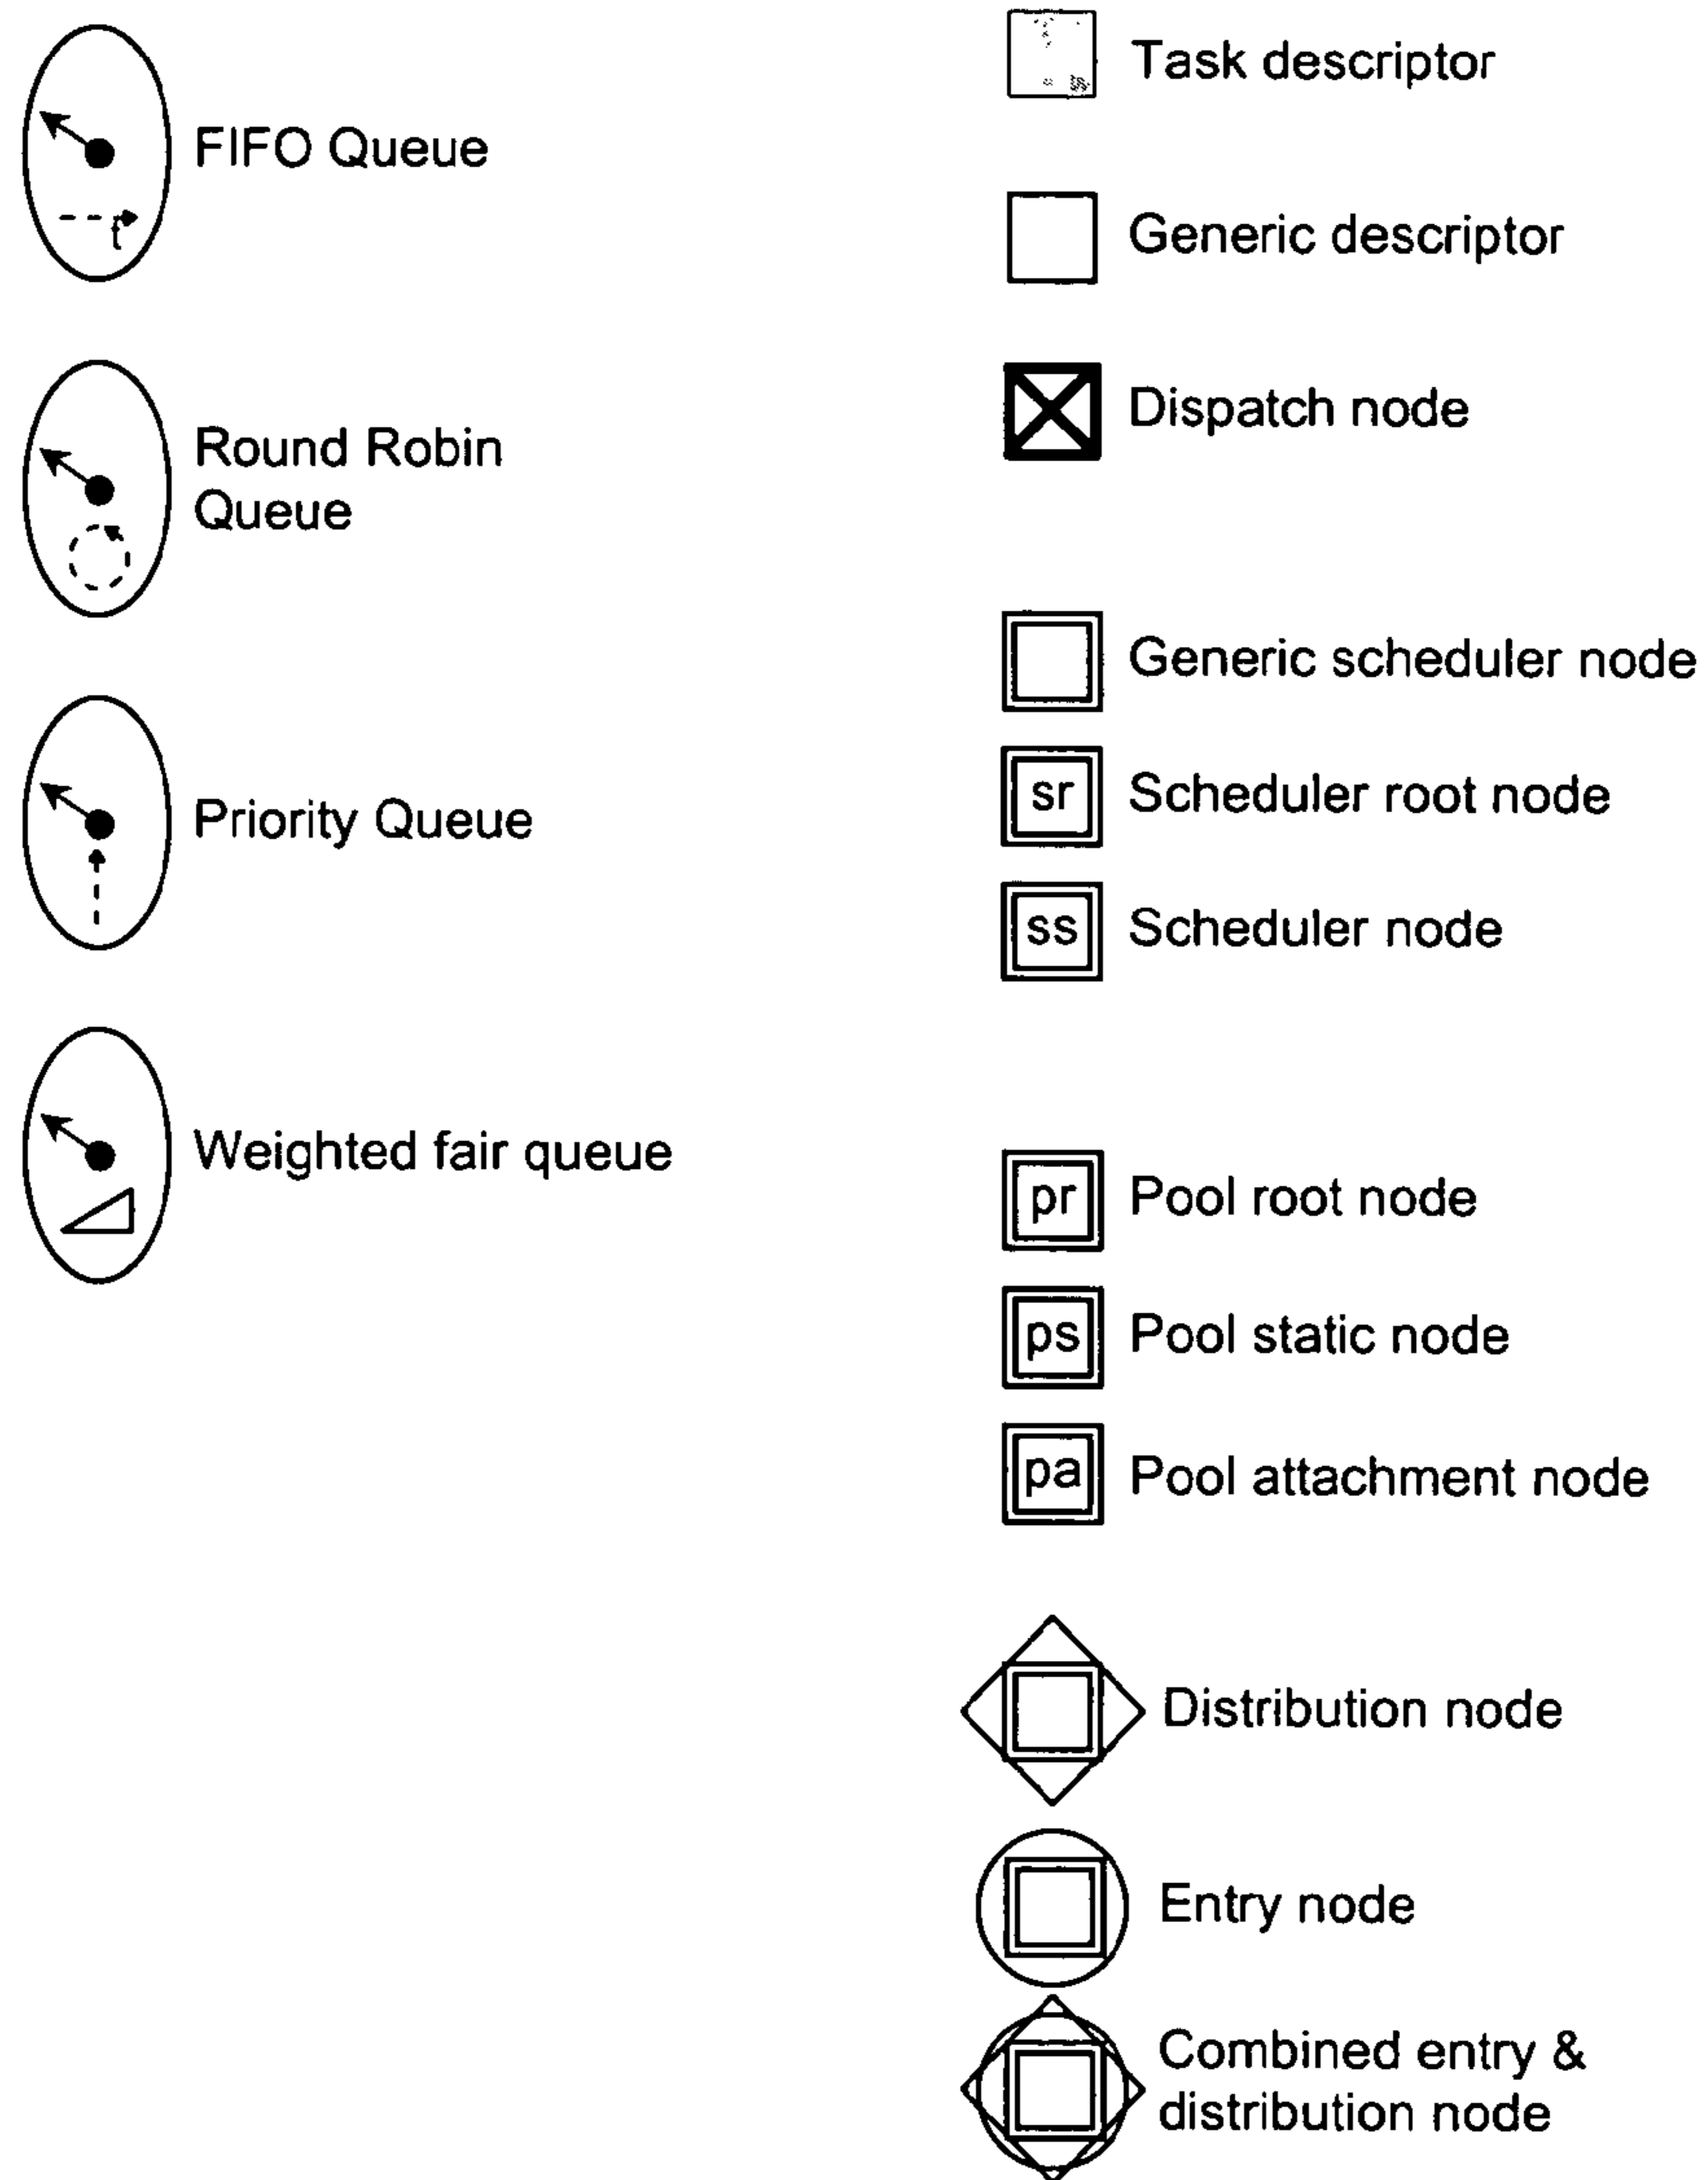 FIFO Queue
t
Round Robin
Queue
Priority Queue
Weighted fair queue
Task descriptor
Generic descriptor
Dispatch node
Generic scheduler node
sr Scheduler root node
ss Scheduler node
pr Pool root node
ps Pool static node
pa Pool attachment node
Distribution node
Entry node
Combined entry &
distribution node